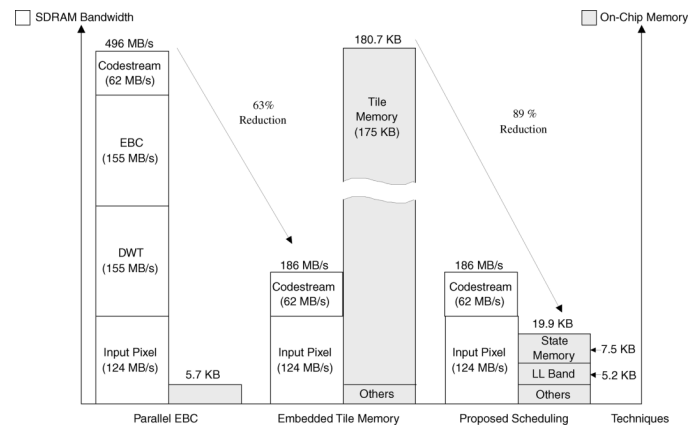 SDRAM Bandwidth
On-Chip Memory
496 MB/s
Codestream
(62 MB/s)
EBC
(155 MB/s)
DWT
(155 MB/s)
Input Pixel
(124 MB/s)
5.7 KB
63%
Reduction
186 MB/s
Codestream
(62 MB/s)
Input Pixel
(124 MB/s)
180.7 KB
Tile
Memory
(175 KB)
Others
89 %
Reduction
186 MB/s
Codestream
(62 MB/s)
Input Pixel
(124 MB/s)
19.9 KB
State
Memory
7.5 KB
LL Band
5.2 KB
Others
Parallel EBC
Embedded Tile Memory
Proposed Scheduling
Techniques